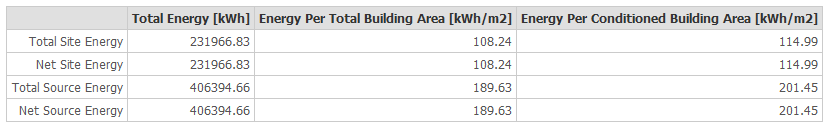 Total Energy [kWh] Energy Per Total Building Area [kWh/m2] Energy Per Conditioned Building Area [kWh/m2]
Total Site Energy 231966.83 108.24 114.99
Net Site Energy 231966.83 108.24 114.99
Total Source Energy 406394.66 189.63 201.45
Net Source Energy 406394.66 189.63 201.45